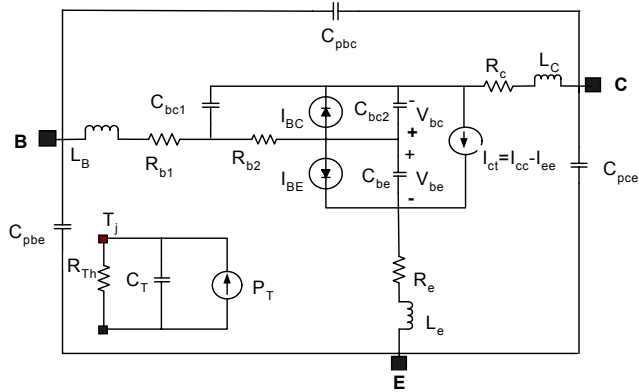 C_pbc
R_c
L_C
C
C_bc1
I_BC
C_bc2
-
V_bc
+
B
L_B
R_b1
R_b2
I_BE
C_be
+
V_be
-
I_ct=I_cc-I_ee
C_pce
C_pbe
T_j
R_Th
C_T
P_T
R_e
L_e
E